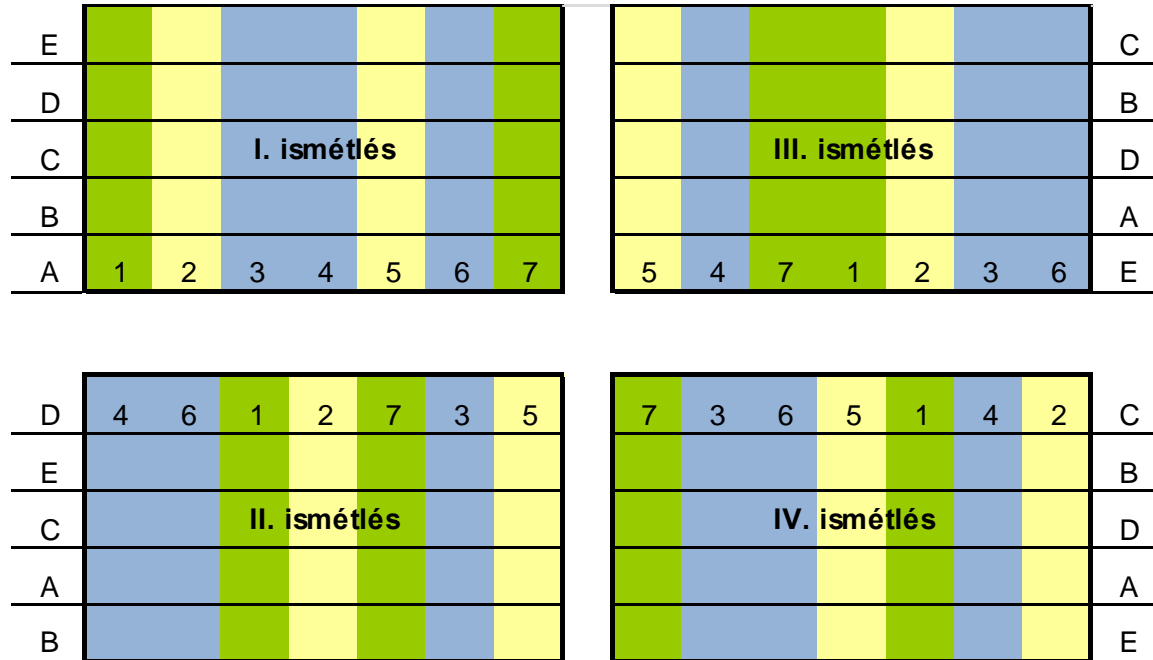 E
D
C
I. ismétlés
B
A 1 2 3 4 5 6 7
C
B
III. ismétlés D
A
5 4 7 1 2 3 6 E
D 4 6 1 2 7 3 5
E
C II. ismétlés
A
B
7 3 6 5 1 4 2 C
B
IV. ismétlés D
A
E